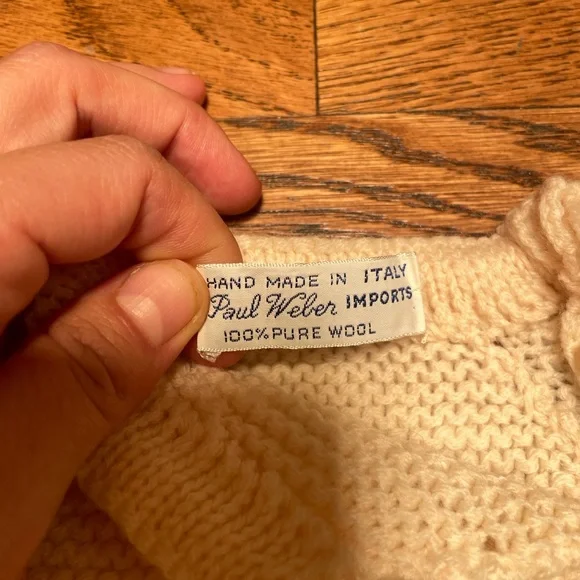 HAND MADE IN ITALY
Paul Weber IMPORTS
100% PURE WOOL